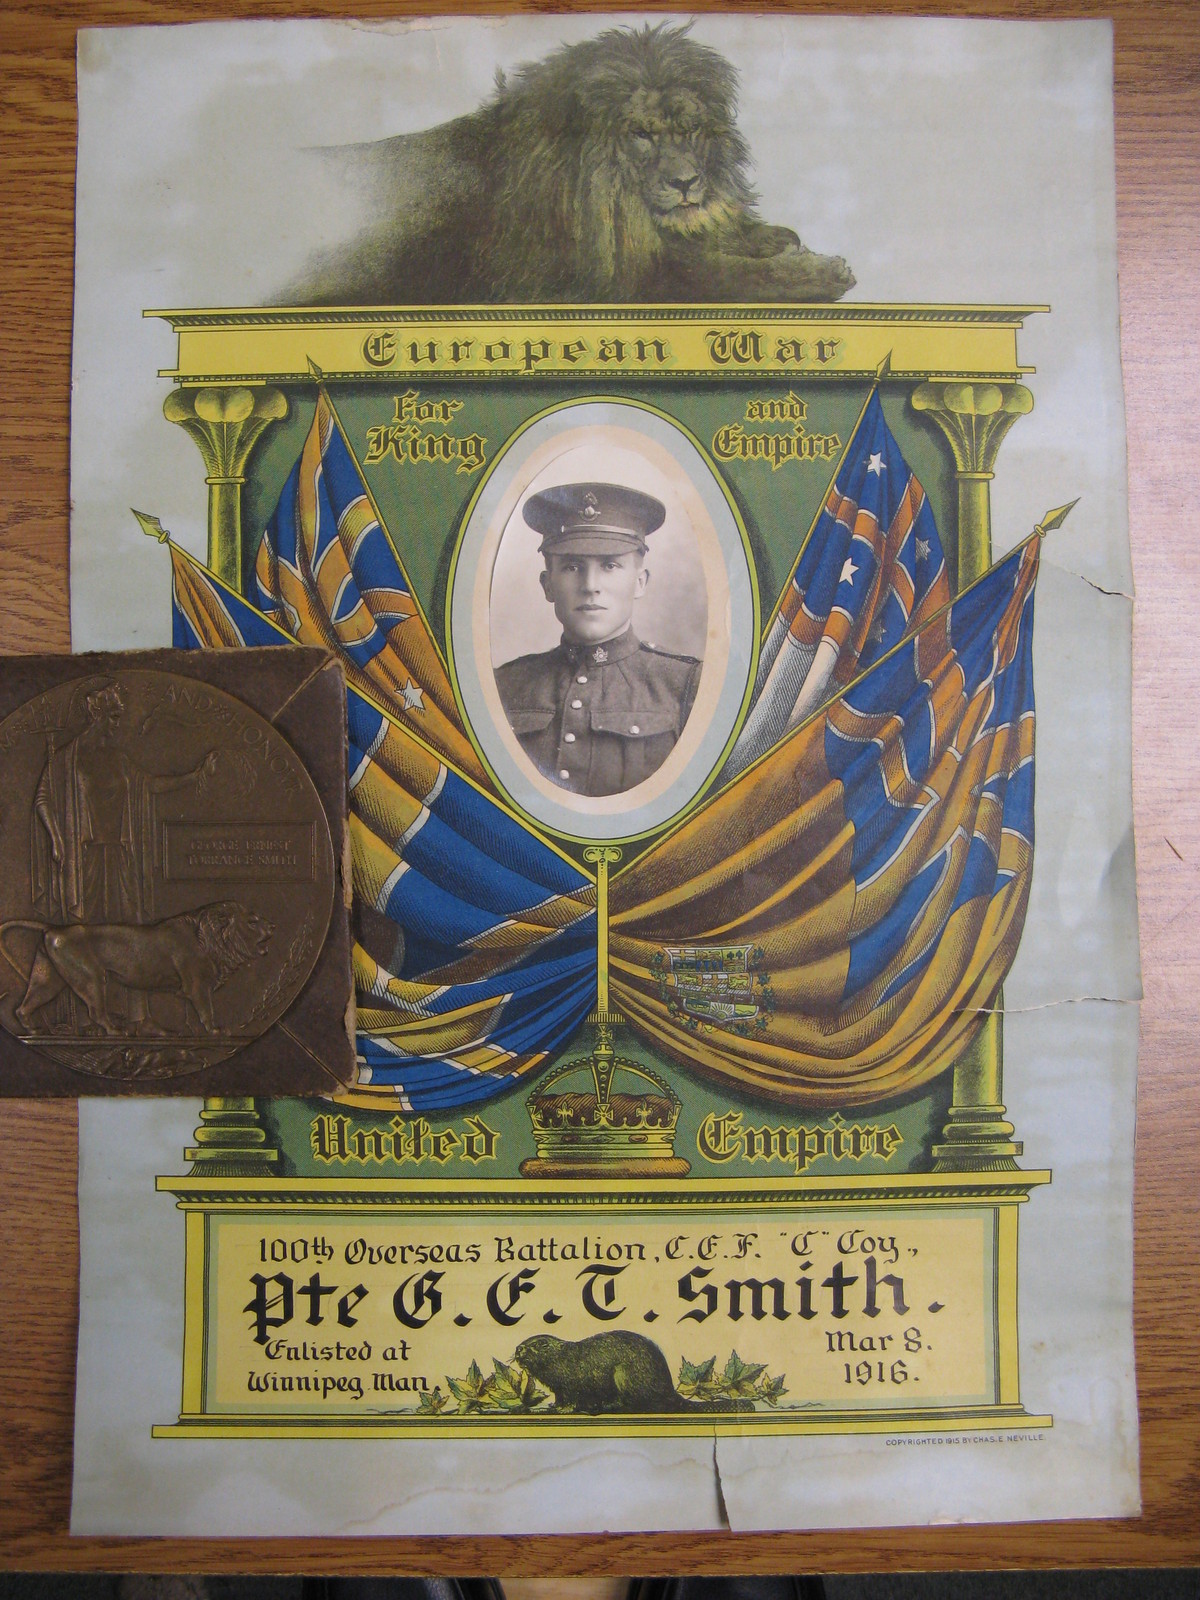 European War
For King
and Empire
AND HONOUR
GEORGE ERNEST
TORRANCE SMITH
United Empire
100th Overseas Battalion, C.E.F. "C" Coy.,
Pte G. E. T. Smith.
Enlisted at
Winnipeg Man.
Mar 8.
1916.
COPYRIGHTED 1915 BY CHAS. E. NEVILLE.